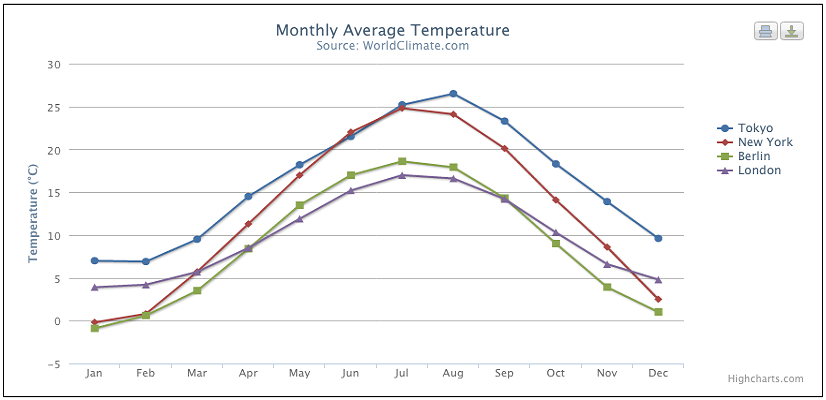 Monthly Average Temperature
Source: WorldClimate.com
Temperature (°C)
30
25
20
15
10
5
0
−5
Jan Feb Mar Apr May Jun Jul Aug Sep Oct Nov Dec
Tokyo
New York
Berlin
London
Highcharts.com